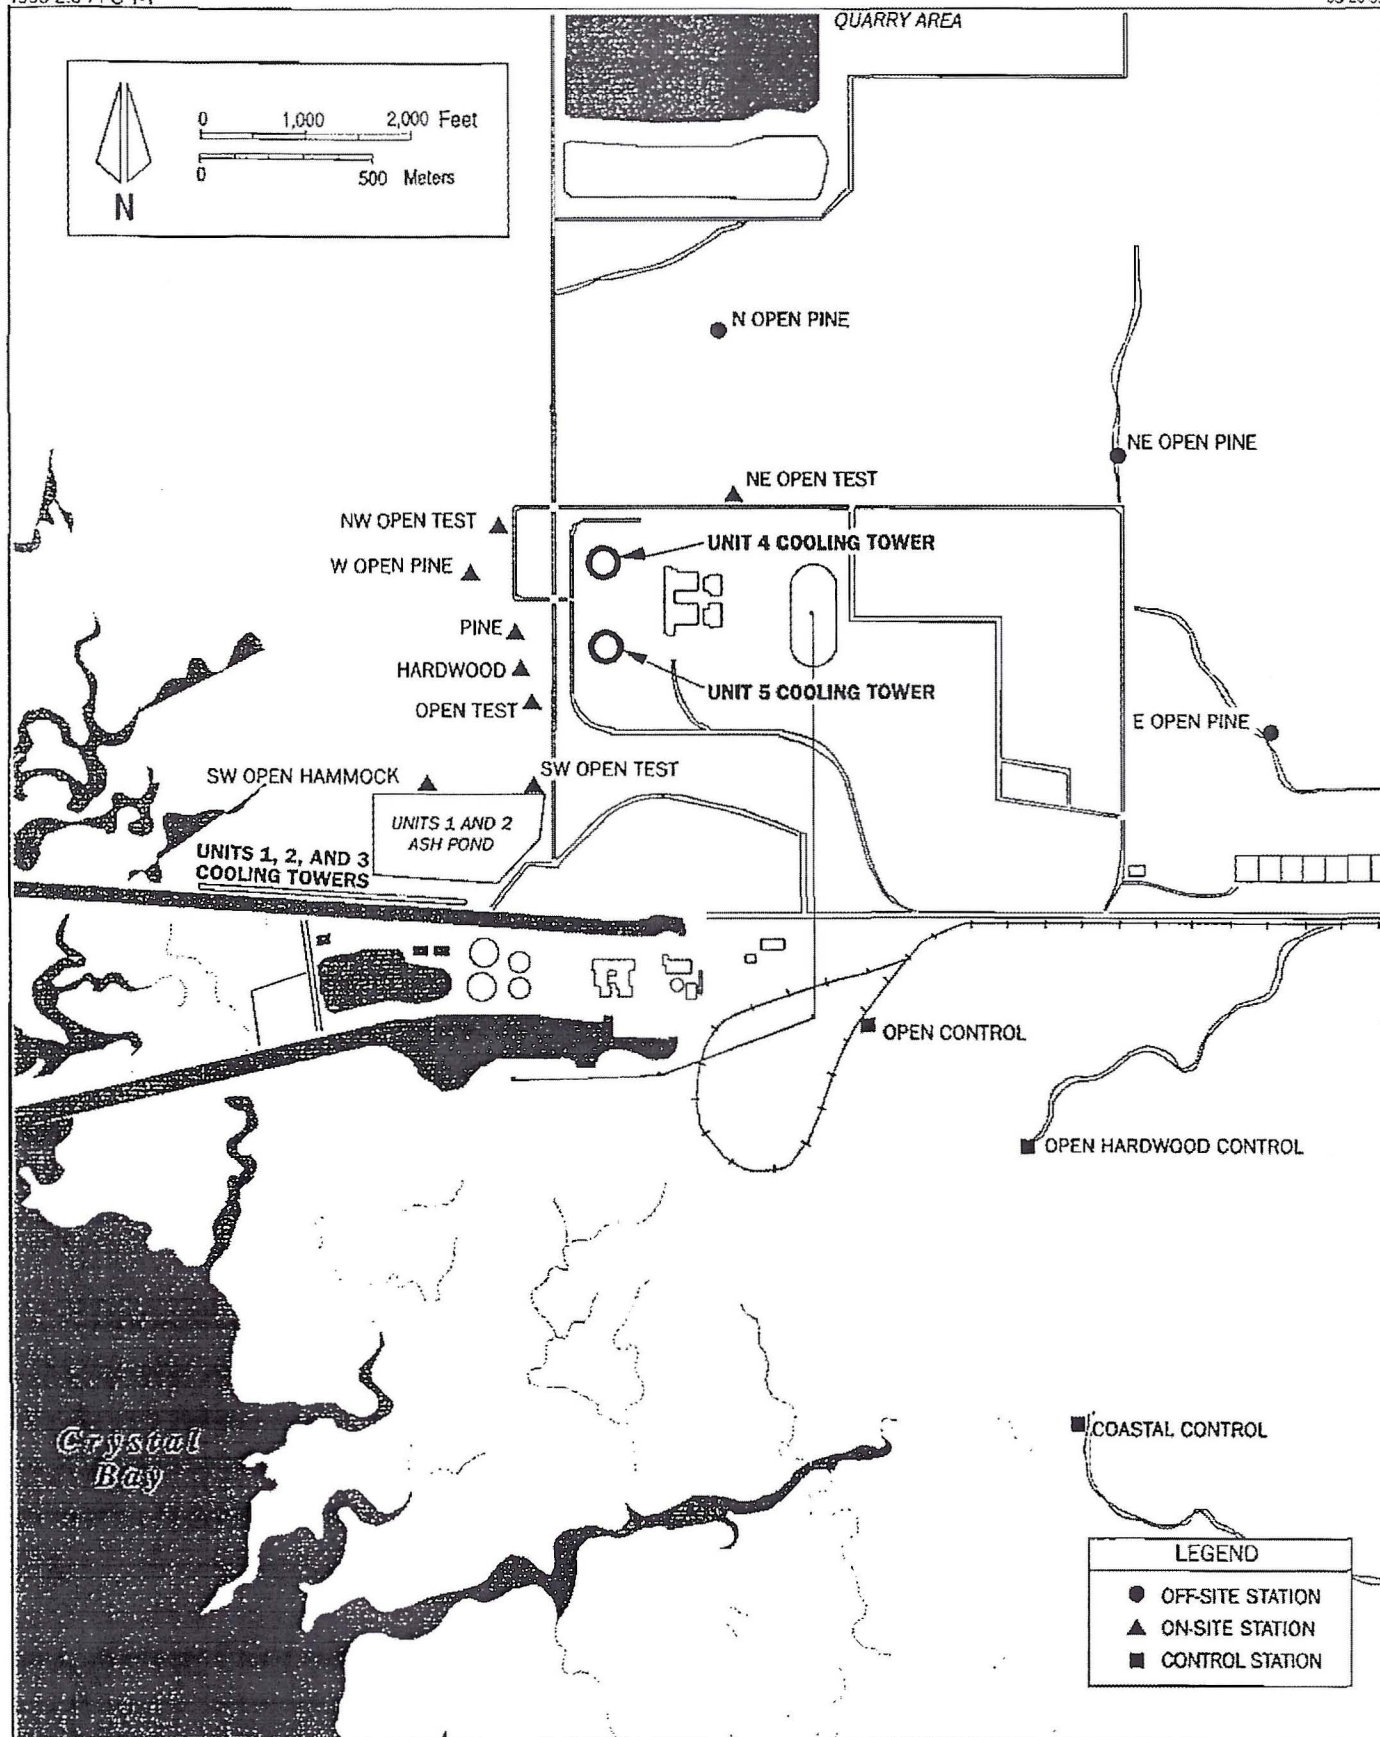 QUARRY AREA
0 1,000 2,000 Feet
0 500 Meters
N
N OPEN PINE
NE OPEN PINE
NE OPEN TEST
NW OPEN TEST
UNIT 4 COOLING TOWER
W OPEN PINE
PINE
HARDWOOD
UNIT 5 COOLING TOWER
OPEN TEST
E OPEN PINE
SW OPEN HAMMOCK
SW OPEN TEST
UNITS 1 AND 2
ASH POND
UNITS 1, 2, AND 3
COOLING TOWERS
OPEN CONTROL
OPEN HARDWOOD CONTROL
COASTAL CONTROL
Crystal
Bay
LEGEND
OFF-SITE STATION
ON-SITE STATION
CONTROL STATION